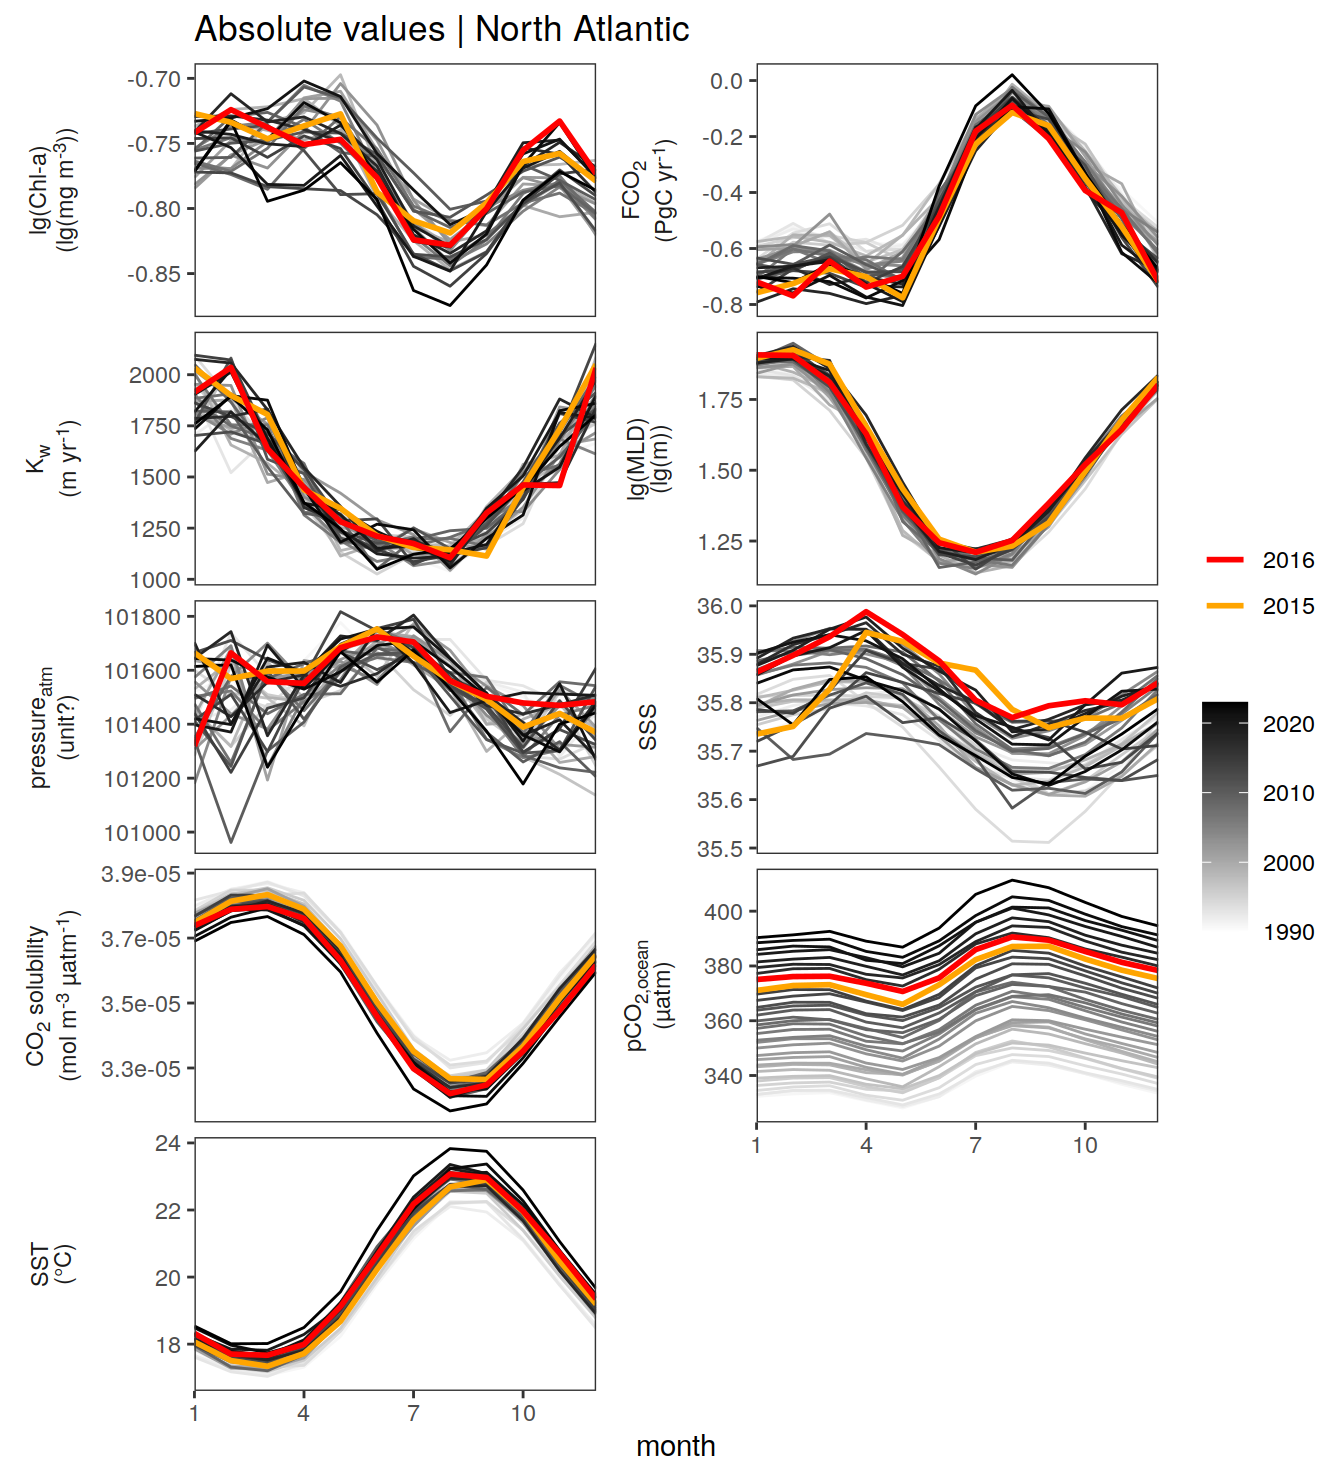 Absolute values | North Atlantic
lg(Chl-a)
(lg(mg m⁻³))
-0.70
-0.75
-0.80
-0.85
FCO₂
(PgC yr⁻¹)
0.0
-0.2
-0.4
-0.6
-0.8
K_w
(m yr⁻¹)
2000
1750
1500
1250
1000
lg(MLD)
(lg(m))
1.75
1.50
1.25
pressure_atm
(unit?)
101800
101600
101400
101200
101000
SSS
36.0
35.9
35.8
35.7
35.6
35.5
CO₂ solubility
(mol m⁻³ µatm⁻¹)
3.9e-05
3.7e-05
3.5e-05
3.3e-05
pCO₂,ocean
(µatm)
400
380
360
340
1 4 7 10
SST
(°C)
24
22
20
18
1 4 7 10
month
2016
2015
2020
2010
2000
1990